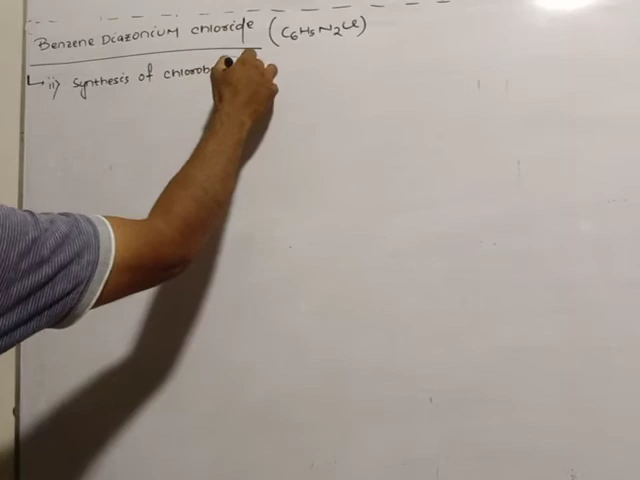 Benzene Diazonium chloride (C6H5N2Cl)
ii) Synthesis of chlorob